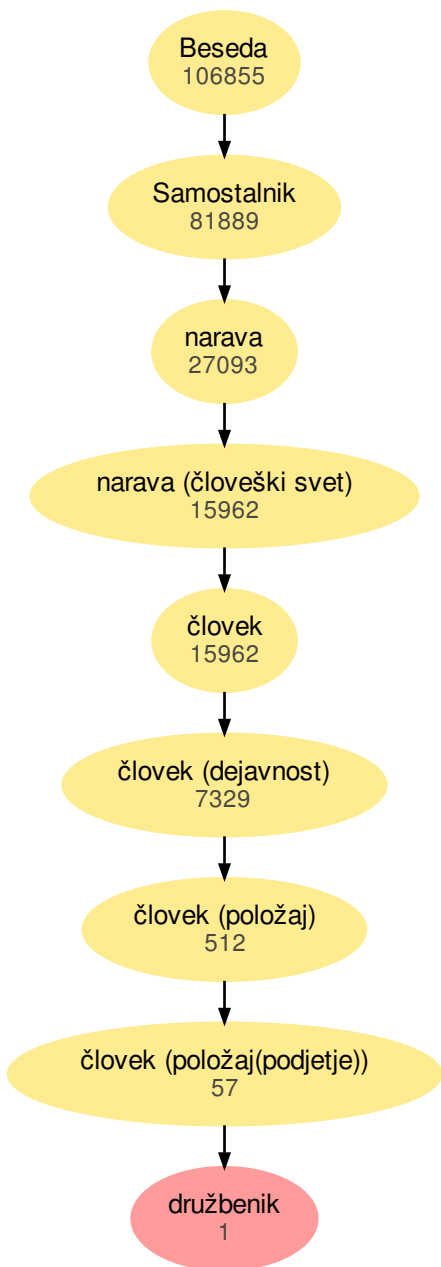 Beseda
106855
Samostalnik
81889
narava
27093
narava (človeški svet)
15962
človek
15962
človek (dejavnost)
7329
človek (položaj)
512
človek (položaj(podjetje))
57
družbenik
1